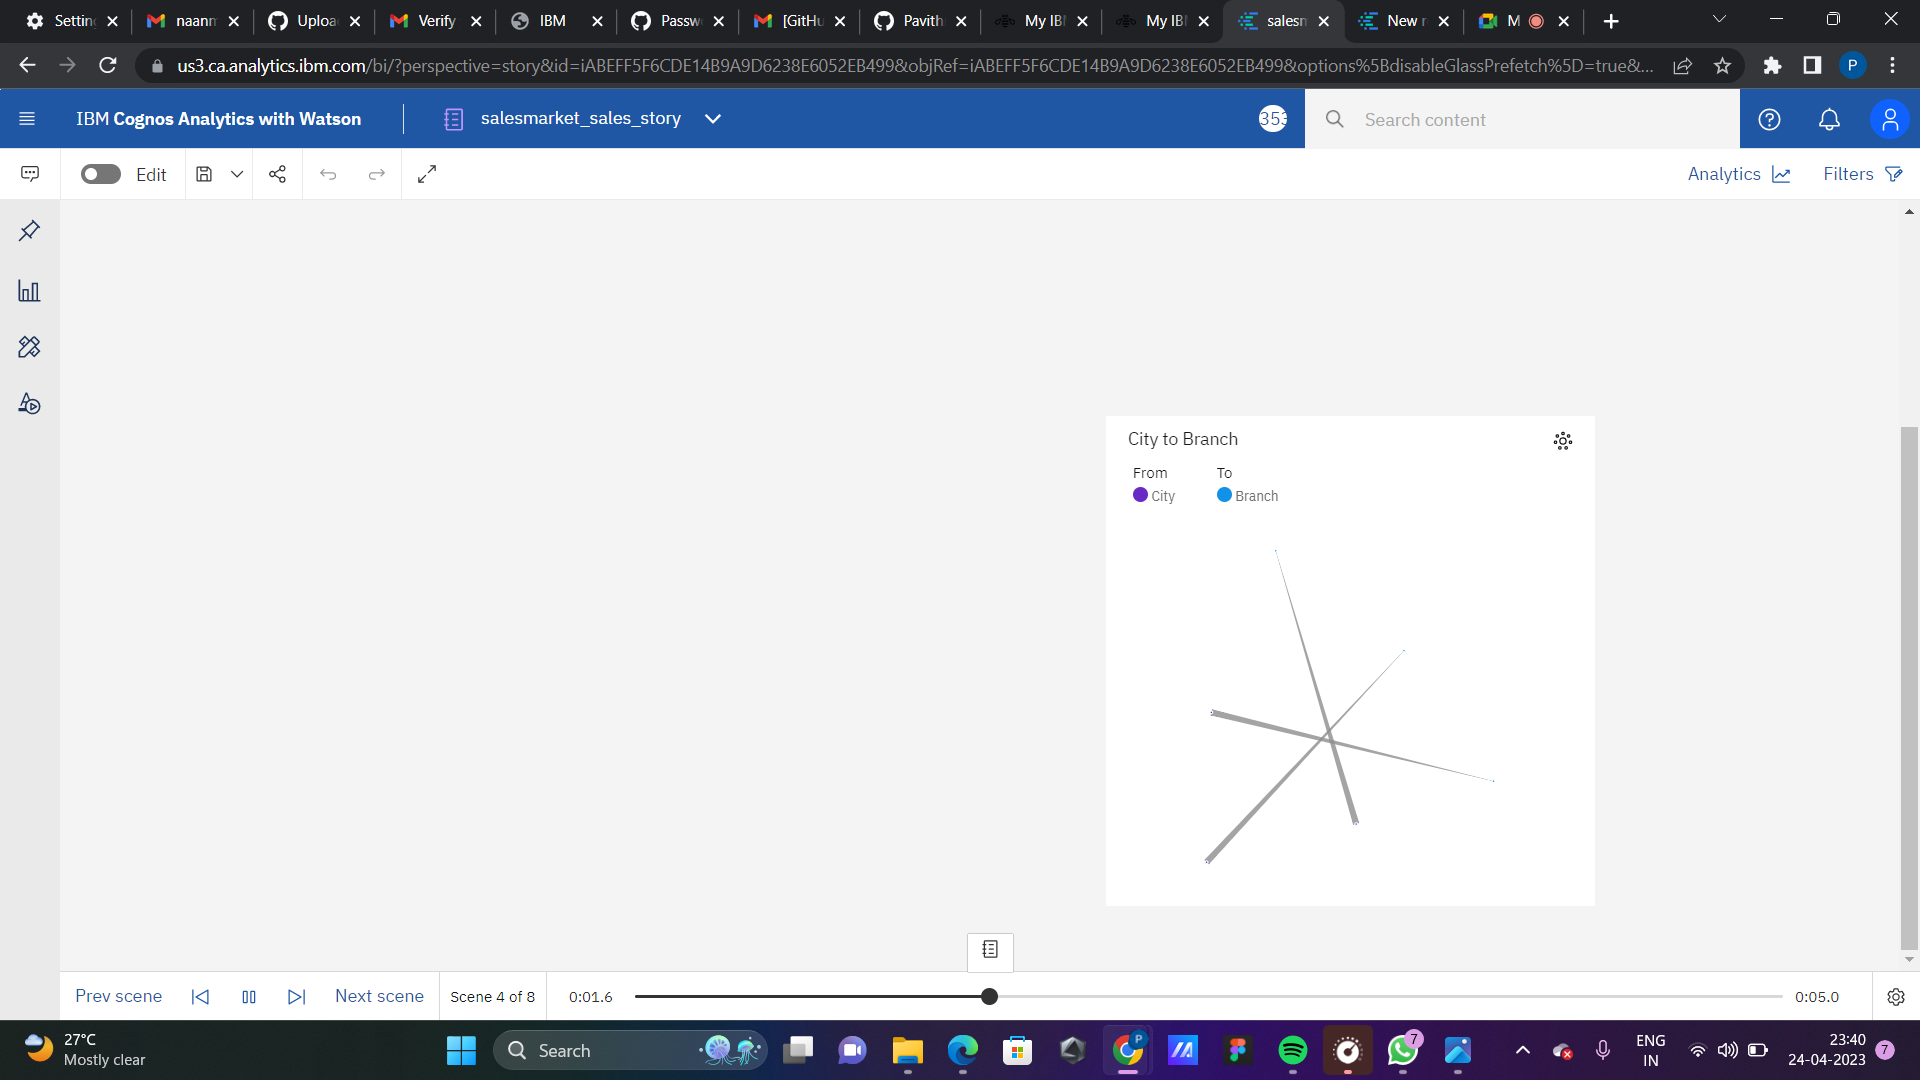 Settin
naanm
Uploa
Verify
IBM
Passw
[GitHu
Pavith
My IBI
My IBI
salesm
New r
M
us3.ca.analytics.ibm.com/bi/?perspective=story&id=iABEFF5F6CDE14B9A9D6238E6052EB499&objRef=iABEFF5F6CDE14B9A9D6238E6052EB499&options%5BdisableGlassPrefetch%5D=true&...
P
IBM Cognos Analytics with Watson
salesmarket_sales_story
353
Search content
Edit
Analytics
Filters
City to Branch
From To
City Branch
Prev scene
Next scene
Scene 4 of 8
0:01.6
0:05.0
27°C
Mostly clear
Search
P
7
ENG
IN
23:40
24-04-2023
7